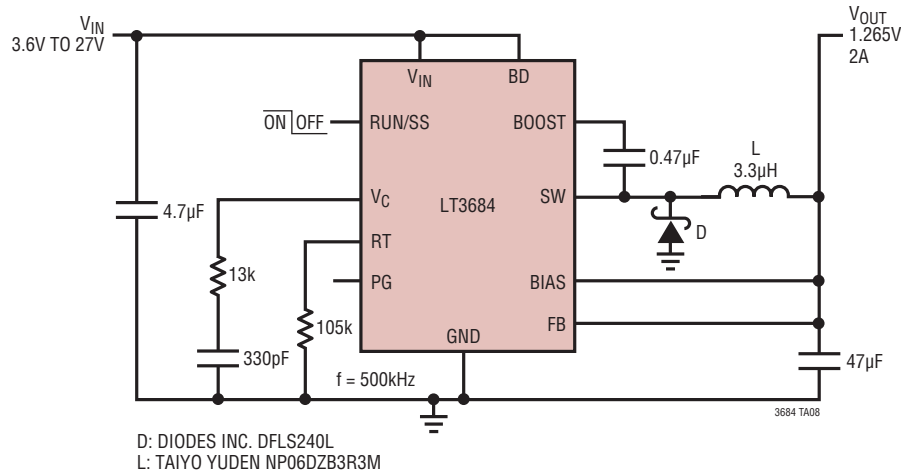 VIN
3.6V TO 27V
VOUT
1.265V
2A
VIN
BD
ON OFF
RUN/SS
BOOST
0.47µF
L
3.3µH
4.7µF
VC
LT3684
SW
D
RT
13k
PG
BIAS
105k
FB
GND
330pF
f = 500kHz
47µF
3684 TA08
D: DIODES INC. DFLS240L
L: TAIYO YUDEN NP06DZB3R3M